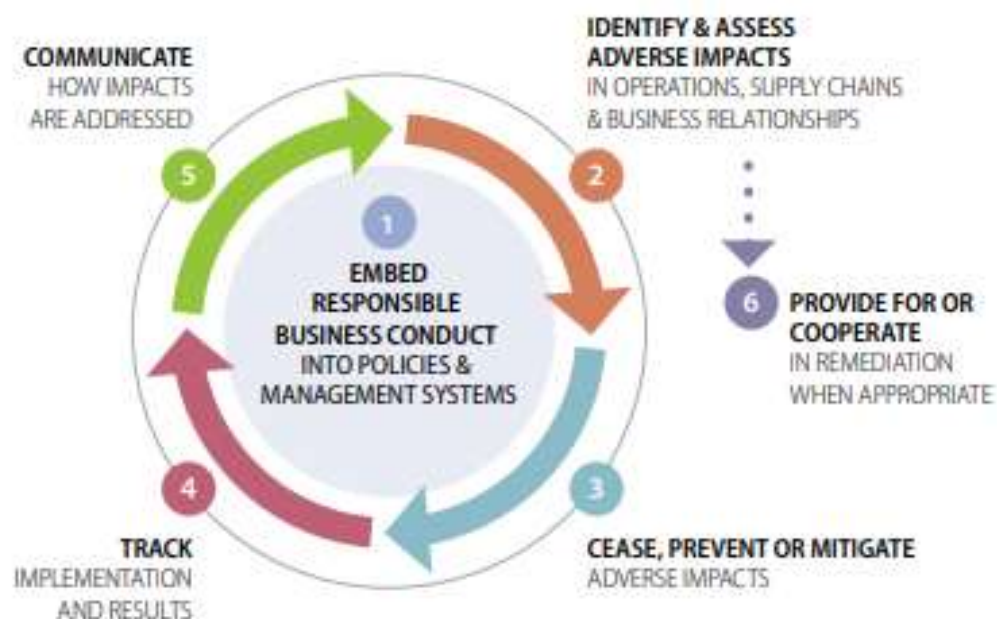 COMMUNICATE
HOW IMPACTS
ARE ADDRESSED
5
IDENTIFY & ASSESS
ADVERSE IMPACTS
IN OPERATIONS, SUPPLY CHAINS
& BUSINESS RELATIONSHIPS
2
1
EMBED
RESPONSIBLE
BUSINESS CONDUCT
INTO POLICIES &
MANAGEMENT SYSTEMS
6
PROVIDE FOR OR
COOPERATE
IN REMEDIATION
WHEN APPROPRIATE
4
TRACK
IMPLEMENTATION
AND RESULTS
3
CEASE, PREVENT OR MITIGATE
ADVERSE IMPACTS